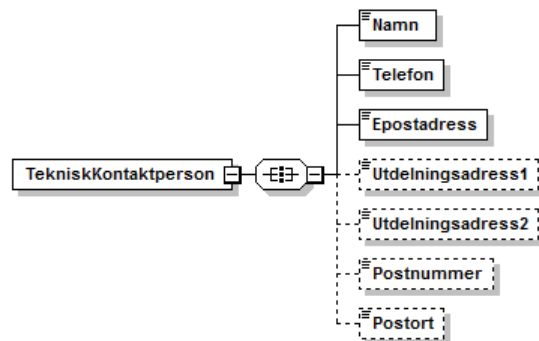 Namn
Telefon
Epostadress
TekniskKontaktperson
Utdelningsadress1
Utdelningsadress2
Postnummer
Postort